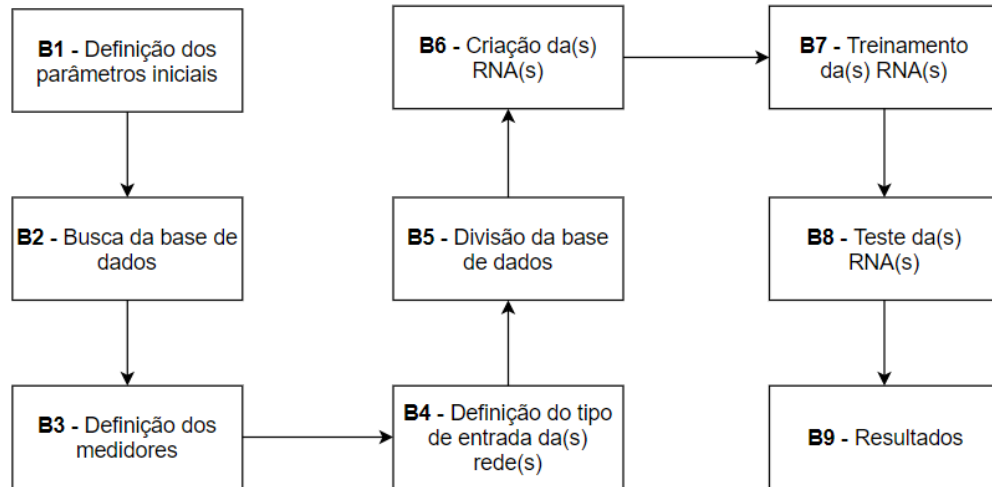 B1 - Definição dos
parâmetros iniciais
B2 - Busca da base de
dados
B3 - Definição dos
medidores
B4 - Definição do tipo
de entrada da(s)
rede(s)
B5 - Divisão da base
de dados
B6 - Criação da(s)
RNA(s)
B7 - Treinamento
da(s) RNA(s)
B8 - Teste da(s)
RNA(s)
B9 - Resultados